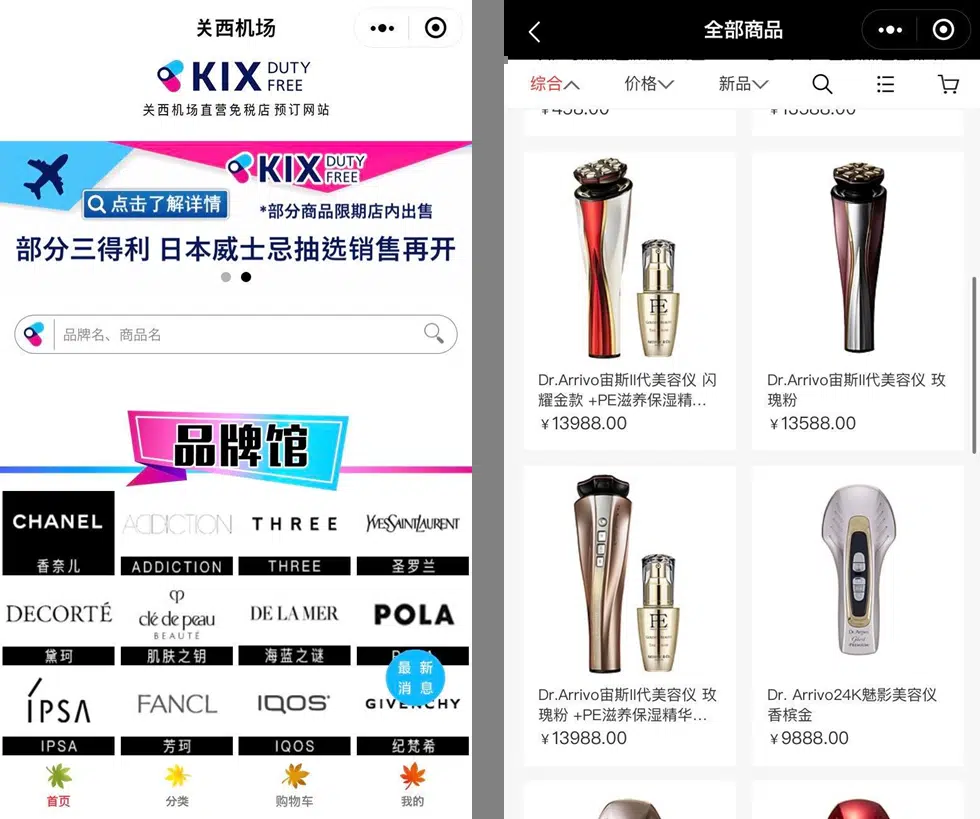 关西机场
KIX DUTY FREE
关西机场直营免税店 预订网站
KIX DUTY FREE
点击了解详情
*部分商品限期店内出售
部分三得利 日本威士忌抽选销售再开
品牌名、商品名
品牌馆
CHANEL
ADDICTION
THREE
YVES SAINT LAURENT
香奈儿
ADDICTION
THREE
圣罗兰
DECORTÉ
clé de peau
BEAUTÉ
DE LA MER
POLA
黛珂
肌肤之钥
海蓝之谜
最 新
消 息
IPSA
FANCL
IQOS
GIVENCHY
IPSA
芳珂
IQOS
纪梵希
首页
分类
购物车
我的
全部商品
综合
价格
新品
Dr.Arrivo宙斯II代美容仪 闪
耀金款 +PE滋养保湿精...
￥13988.00
Dr.Arrivo宙斯II代美容仪 玫
瑰粉
￥13588.00
Dr.Arrivo宙斯II代美容仪 玫
瑰粉 +PE滋养保湿精华...
￥13988.00
Dr. Arrivo24K魅影美容仪
香槟金
￥9888.00